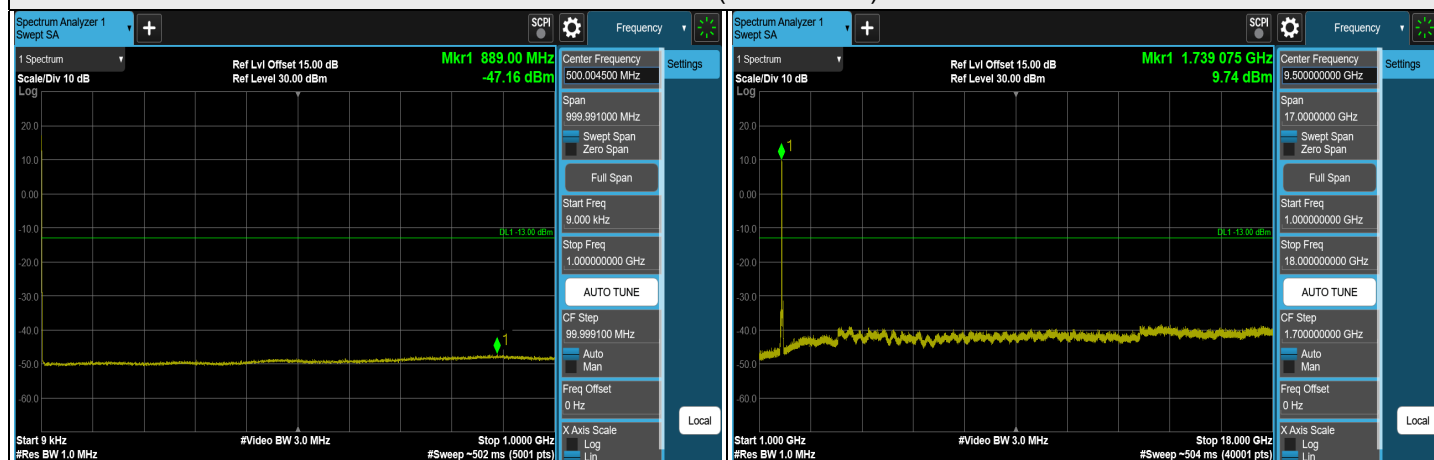 Spectrum Analyzer 1
Swept SA
+
SCPI
Frequency
1 Spectrum
Scale/Div 10 dB
Log
Ref Lvl Offset 15.00 dB
Ref Level 30.00 dBm
Mkr1 889.00 MHz
-47.16 dBm
20.0
10.0
0.00
-10.0
-20.0
-30.0
-40.0
-50.0
-60.0
DL1 -13.00 dBm
1
Start 9 kHz
#Res BW 1.0 MHz
#Video BW 3.0 MHz
Stop 1.0000 GHz
#Sweep ~502 ms (5001 pts)
Center Frequency
500.004500 MHz
Settings
Span
999.991000 MHz
Swept Span
Zero Span
Full Span
Start Freq
9.000 kHz
Stop Freq
1.000000000 GHz
AUTO TUNE
CF Step
99.999100 MHz
Auto
Man
Freq Offset
0 Hz
X Axis Scale
Log
Lin
Local
Spectrum Analyzer 1
Swept SA
+
SCPI
Frequency
1 Spectrum
Scale/Div 10 dB
Log
Ref Lvl Offset 15.00 dB
Ref Level 30.00 dBm
Mkr1 1.739 075 GHz
9.74 dBm
20.0
10.0
0.00
-10.0
-20.0
-30.0
-40.0
-50.0
-60.0
DL1 -13.00 dBm
1
Start 1.000 GHz
#Res BW 1.0 MHz
#Video BW 3.0 MHz
Stop 18.000 GHz
#Sweep ~504 ms (40001 pts)
Center Frequency
9.500000000 GHz
Settings
Span
17.0000000 GHz
Swept Span
Zero Span
Full Span
Start Freq
1.000000000 GHz
Stop Freq
18.000000000 GHz
AUTO TUNE
CF Step
1.700000000 GHz
Auto
Man
Freq Offset
0 Hz
X Axis Scale
Log
Lin
Local